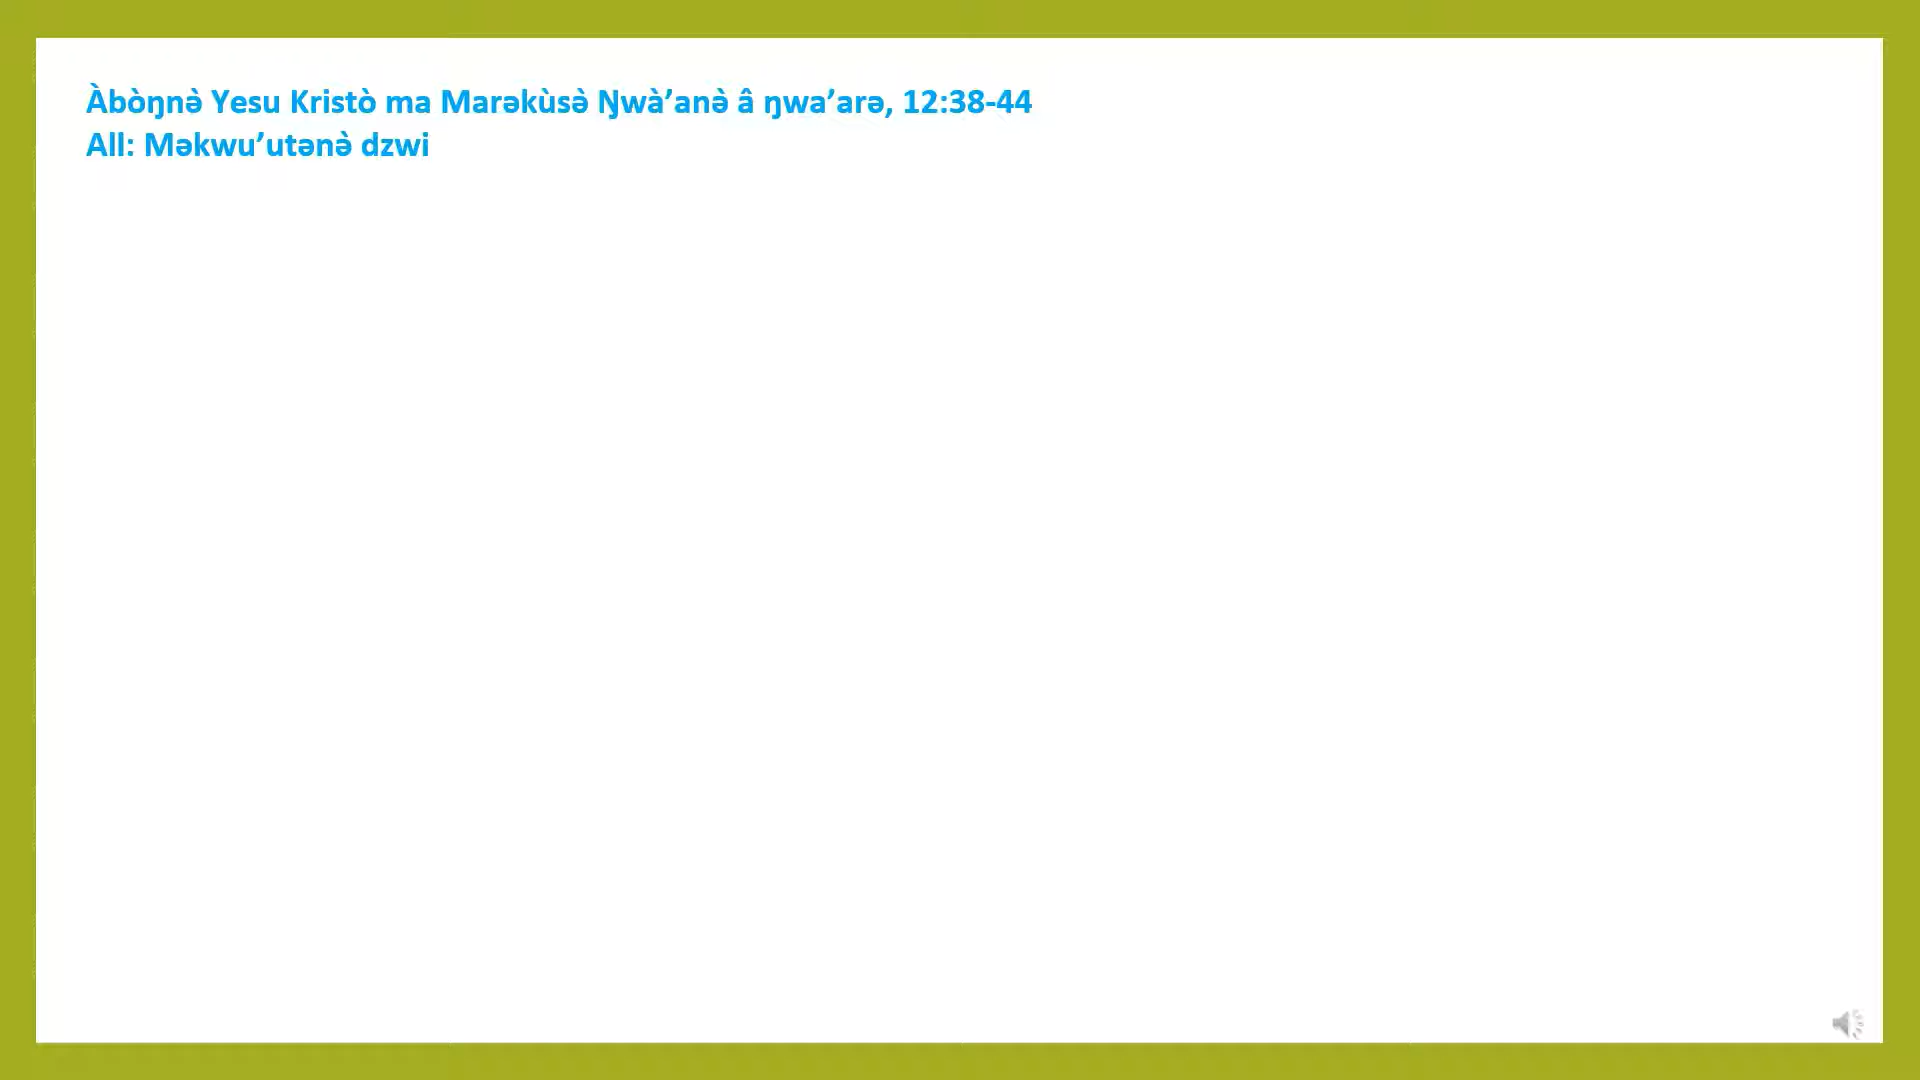 Àbòŋnə̀ Yesu Kristò ma Marəkùsə̀ Ŋwà’anə̀ â ŋwa’arə, 12:38-44
All: Məkwu’utənə̀ dzwi